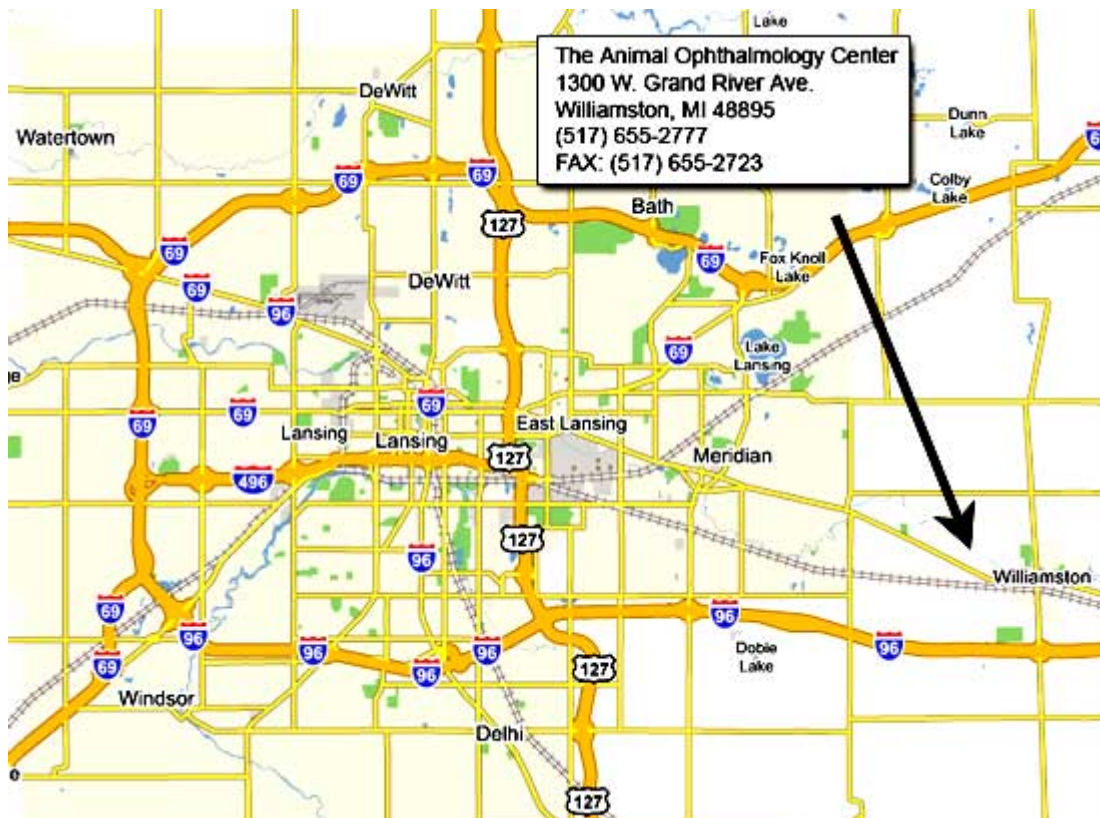 Lake
The Animal Ophthalmology Center
1300 W. Grand River Ave.
Williamston, MI 48895
(517) 655-2777
FAX: (517) 655-2723
DeWitt
Watertown
Dunn
Lake
69
69
Colby
Lake
Bath
127
69
69
Fox Knoll
Lake
DeWitt
69
96
69
Lake
Lansing
69
69
69
East Lansing
Lansing
Lansing
127
Meridian
496
127
96
Williamston
69
96
96
96
96
96
96
Dobie
Lake
69
127
Windsor
Delhi
127